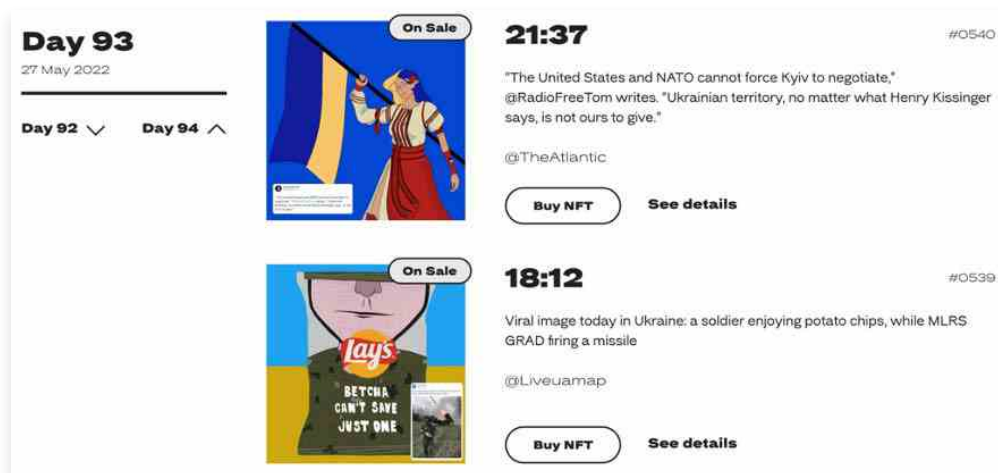 Day 93
27 May 2022
Day 92
Day 94
On Sale
21:37
#0540
"The United States and NATO cannot force Kyiv to negotiate,"
@RadioFreeTom writes. "Ukrainian territory, no matter what Henry Kissinger
says, is not ours to give."
@TheAtlantic
Buy NFT
See details
On Sale
Lay's
BETCHA
CAN'T SAVE
JUST ONE
18:12
#0539
Viral image today in Ukraine: a soldier enjoying potato chips, while MLRS
GRAD firing a missile
@Liveuamap
Buy NFT
See details